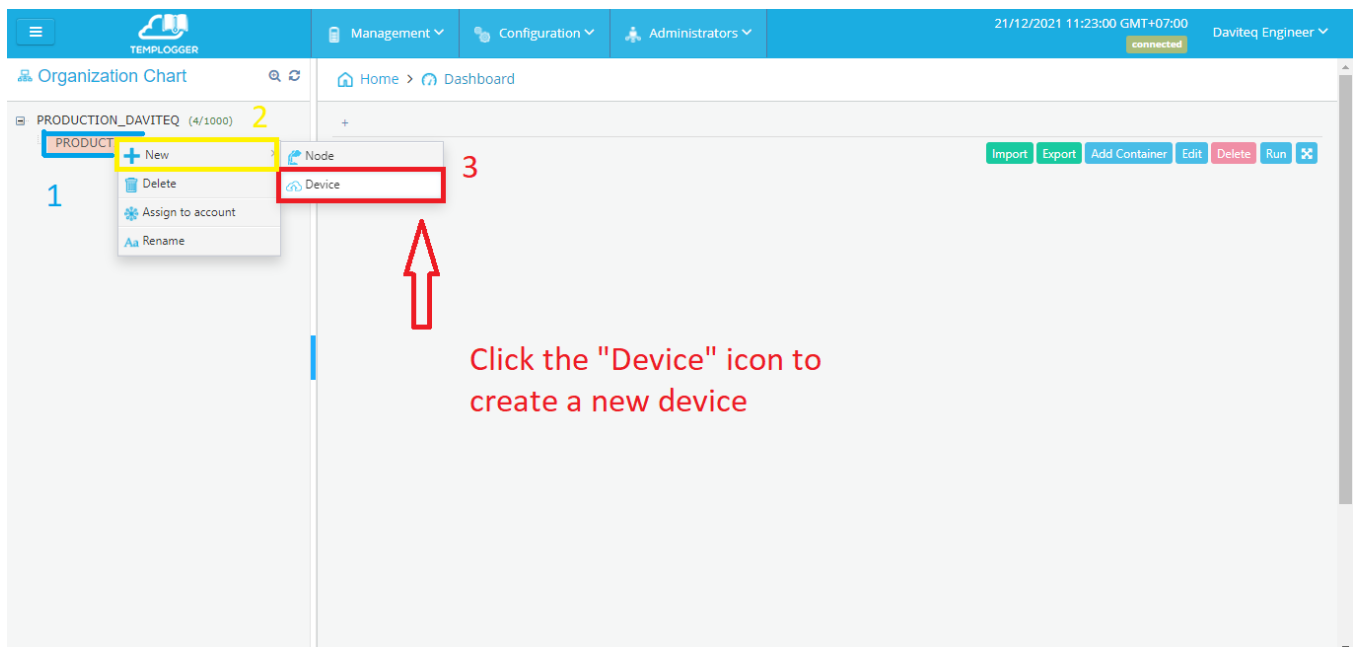 TEMPLOGGER
Management
Configuration
Administrators
21/12/2021 11:23:00 GMT+07:00
connected
Daviteq Engineer
Organization Chart
Home > Dashboard
PRODUCTION_DAVITEQ (4/1000)
2
+
PRODUCT
New
Node
3
Import Export Add Container Edit Delete Run
1
Delete
Device
Assign to account
Aa Rename
Click the "Device" icon to
create a new device